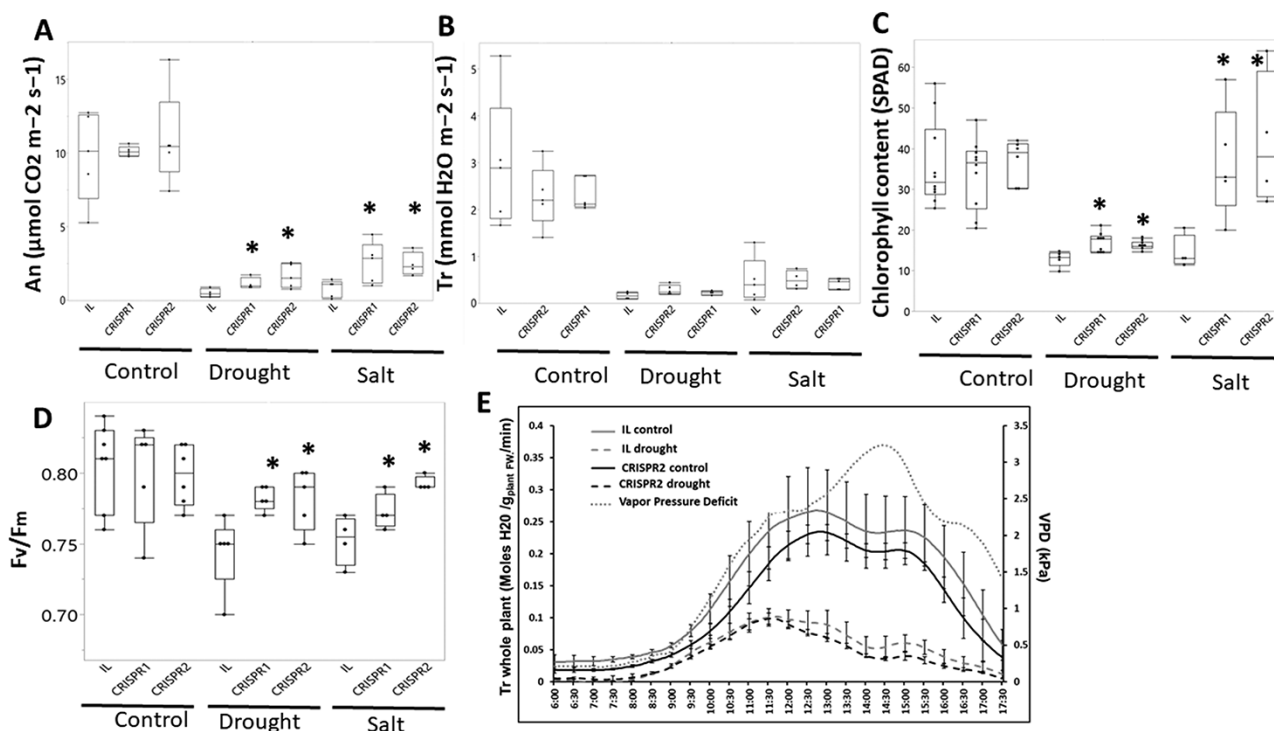 A
An (µmol CO2 m−2 s−1)
15
10
5
0
IL
CRISPR1
CRISPR2
IL
CRISPR1
CRISPR2
IL
CRISPR1
CRISPR2
Control
Drought
Salt
*
*
*
*
B
Tr (mmol H2O m−2 s−1)
5
4
3
2
1
0
IL
CRISPR2
CRISPR1
IL
CRISPR2
CRISPR1
IL
CRISPR2
CRISPR1
Control
Drought
Salt
C
Chlorophyll content (SPAD)
60
50
40
30
20
10
0
IL
CRISPR1
CRISPR2
IL
CRISPR1
CRISPR2
IL
CRISPR1
CRISPR2
Control
Drought
Salt
*
*
*
*
D
Fv/Fm
0.80
0.75
0.70
IL
CRISPR1
CRISPR2
IL
CRISPR1
CRISPR2
IL
CRISPR1
CRISPR2
Control
Drought
Salt
*
*
*
*
E
Tr whole plant (Moles H20 /gplant FW./min)
0.4
0.35
0.3
0.25
0.2
0.15
0.1
0.05
0
IL control
IL drought
CRISPR2 control
CRISPR2 drought
Vapor Pressure Deficit
3.5
3
2.5
2
1.5
1
0.5
0
VPD (kPa)
6:00
6:30
7:00
7:30
8:00
8:30
9:00
9:30
10:00
10:30
11:00
11:30
12:00
12:30
13:00
13:30
14:00
14:30
15:00
15:30
16:00
16:30
17:00
17:30